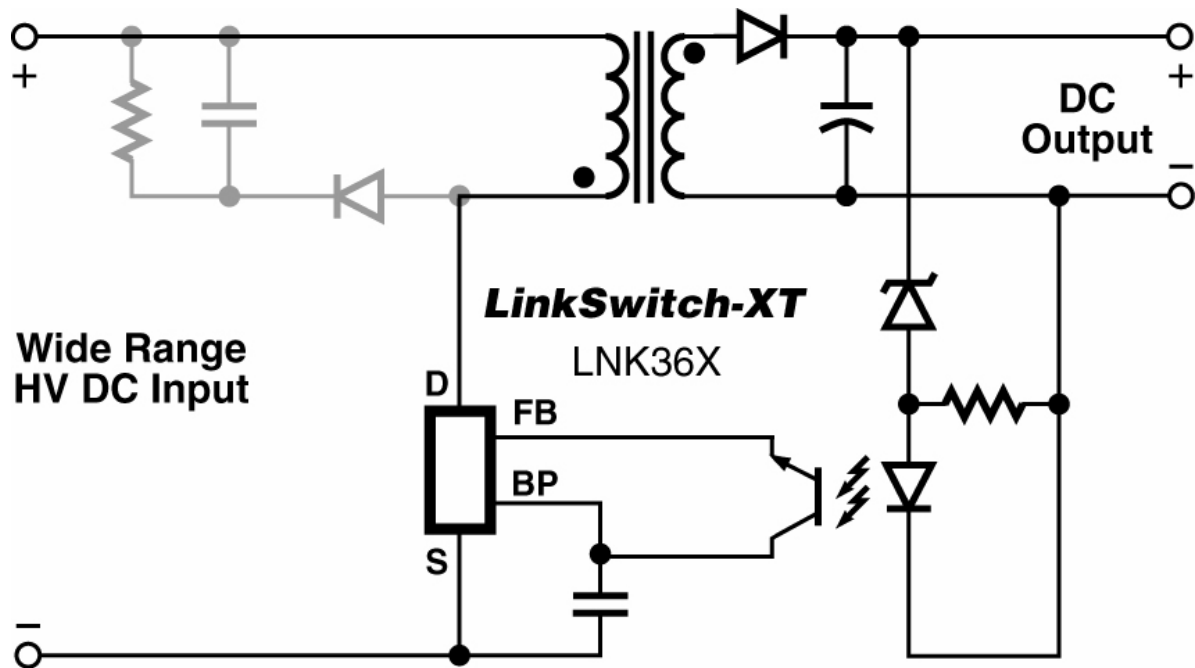 +
+
DC
Output
−
LinkSwitch-XT
LNK36X
Wide Range
HV DC Input
D
FB
BP
S
−